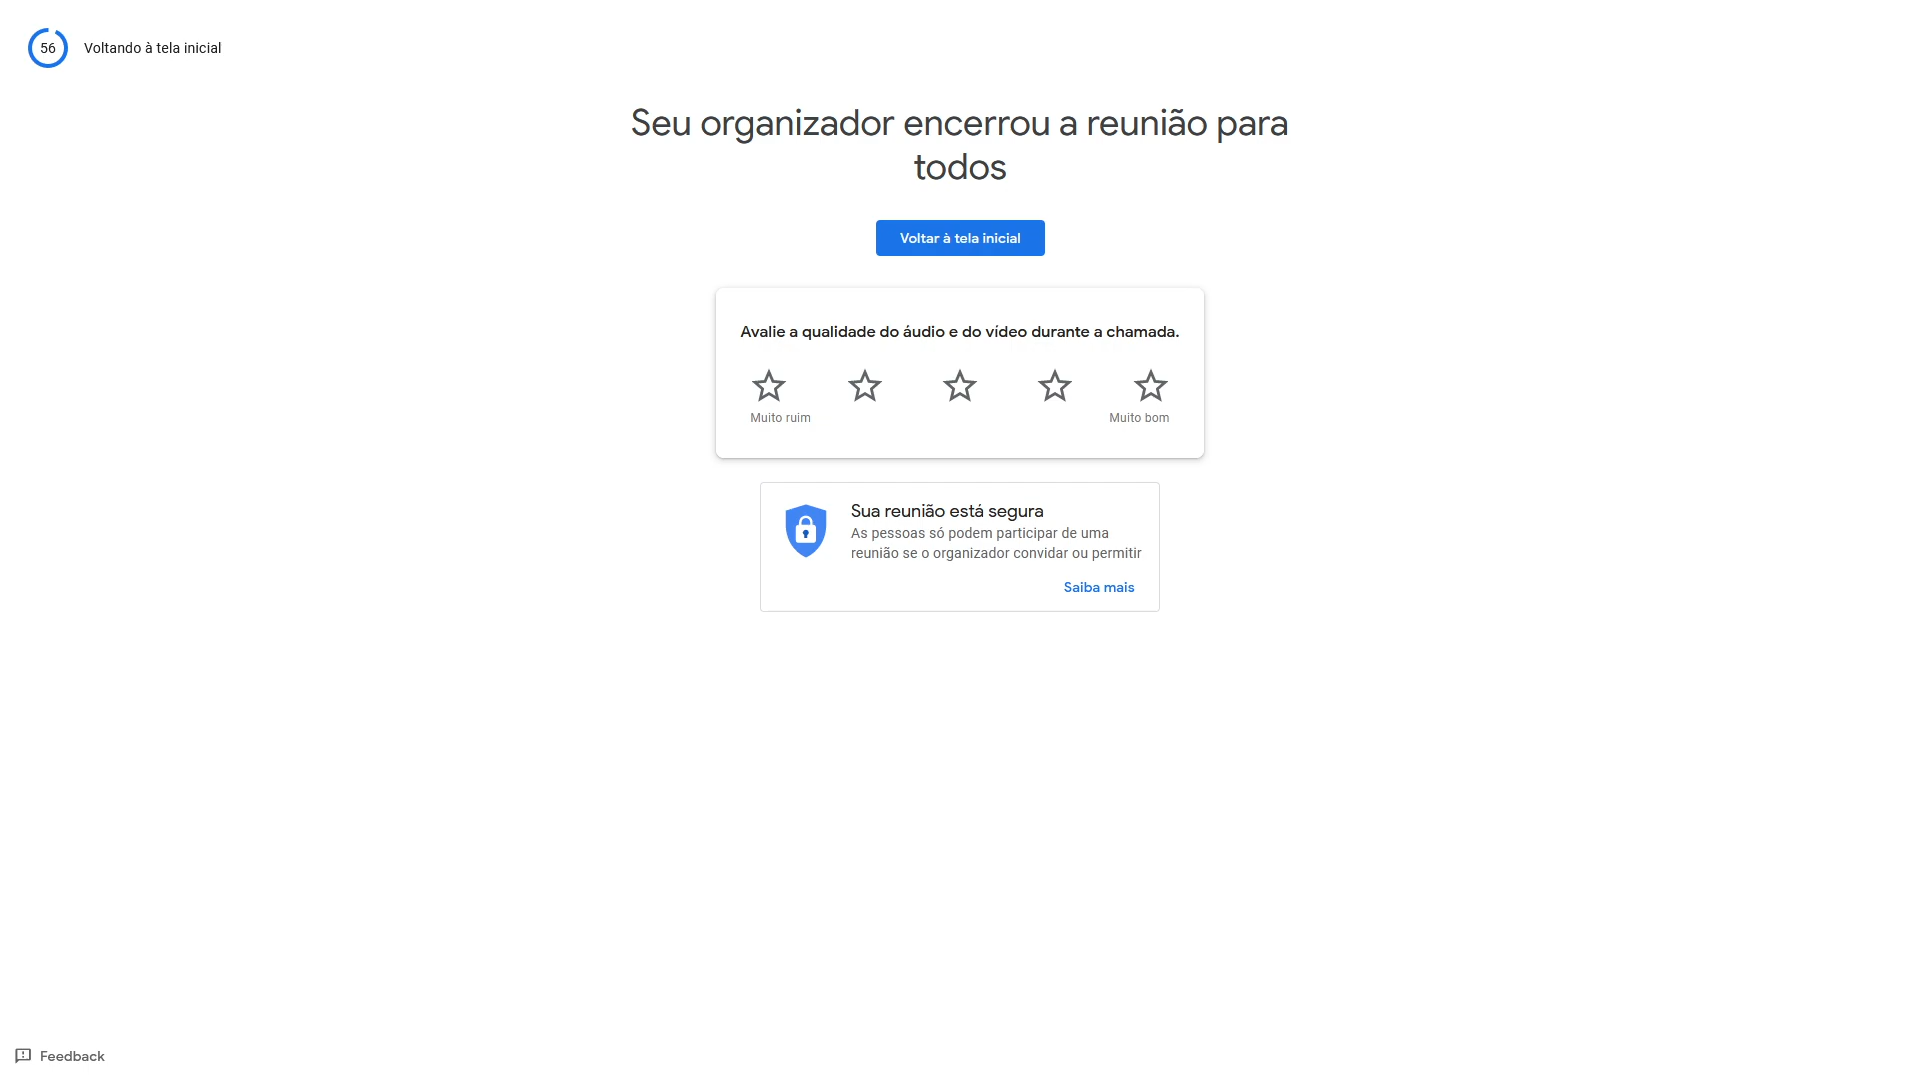 56
Voltando à tela inicial
Seu organizador encerrou a reunião para
todos
Voltar à tela inicial
Avalie a qualidade do áudio e do vídeo durante a chamada.
Muito ruim
Muito bom
Sua reunião está segura
As pessoas só podem participar de uma
reunião se o organizador convidar ou permitir
Saiba mais
Feedback